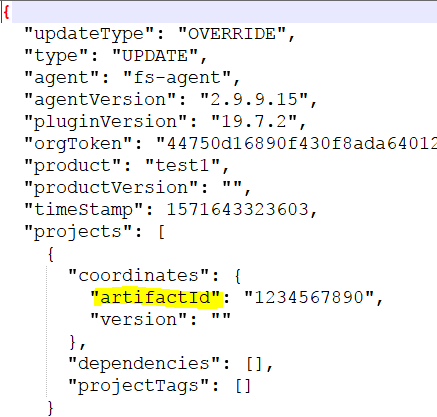 {
"updateType": "OVERRIDE",
"type": "UPDATE",
"agent": "fs-agent",
"agentVersion": "2.9.9.15",
"pluginVersion": "19.7.2",
"orgToken": "44750d16890f430f8ada64012
"product": "test1",
"productVersion": "",
"timeStamp": 1571643323603,
"projects": [
{
"coordinates": {
"artifactId": "1234567890",
"version": ""
},
"dependencies": [],
"projectTags": []
}